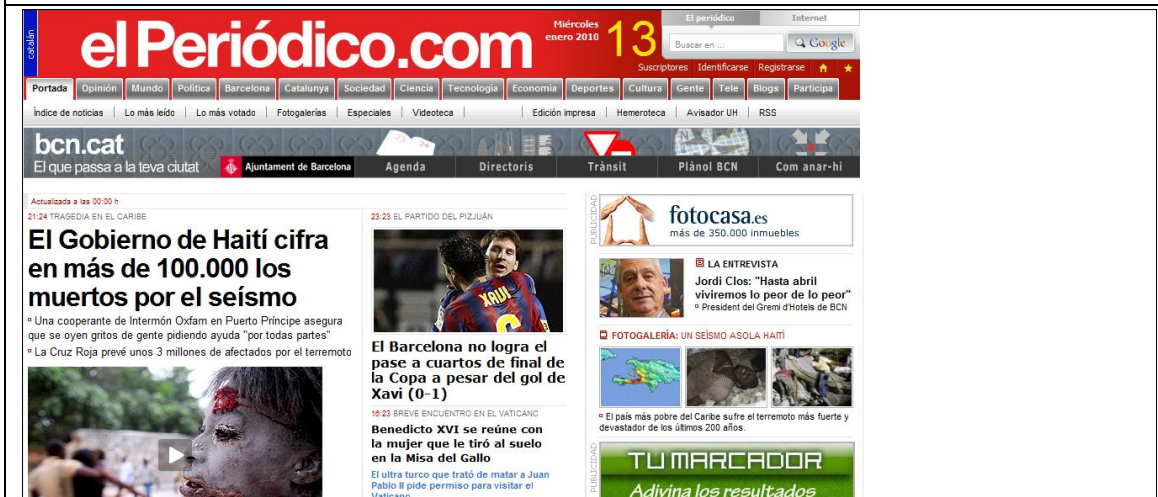 catalán
elPeriódico.com
Miércoles
enero 2010
13
El periódico
Internet
Buscar en ...
Google
Suscriptores Identificarse Registrarse
Portada Opinión Mundo Política Barcelona Catalunya Sociedad Ciencia Tecnología Economía Deportes Cultura Gente Tele Blogs Participa
Índice de noticias | Lo más leído | Lo más votado | Fotogalerías | Especiales | Videoteca | | Edición impresa | Hemeroteca | Avisador UH | RSS
bcn.cat
El que passa a la teva ciutat
Ajuntament de Barcelona
23 24
Agenda
Directoris
Trànsit
Plànol BCN
Com anar-hi
Actualizada a las 00:00 h
21:24 TRAGEDIA EN EL CARIBE
El Gobierno de Haití cifra
en más de 100.000 los
muertos por el seísmo
Una cooperante de Intermón Oxfam en Puerto Príncipe asegura
que se oyen gritos de gente pidiendo ayuda "por todas partes"
La Cruz Roja prevé unos 3 millones de afectados por el terremoto
23:23 EL PARTIDO DEL PIZJUÁN
XAVI
6
El Barcelona no logra el
pase a cuartos de final de
la Copa a pesar del gol de
Xavi (0-1)
16:23 BREVE ENCUENTRO EN EL VATICANO
Benedicto XVI se reúne con
la mujer que le tiró al suelo
en la Misa del Gallo
El ultra turco que trató de matar a Juan
Pablo II pide permiso para visitar el
Vaticano
PUBLICIDAD
fotocasa.es
más de 350.000 inmuebles
LA ENTREVISTA
Jordi Clos: "Hasta abril
viviremos lo peor de lo peor"
President del Gremi d'Hotels de BCN
FOTOGALERÍA: UN SEÍSMO ASOLA HAITÍ
El país más pobre del Caribe sufre el terremoto más fuerte y
devastador de los últimos 200 años.
PUBLICIDAD
TU MARCADOR
Adivina los resultados